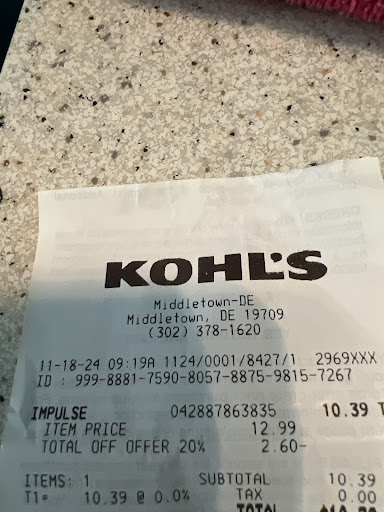 KOHL'S
Middletown-DE
Middletown, DE 19709
(302) 378-1620
11-18-24 09:19A 1124/0001/8427/1 2969XXX
ID : 999-8881-7590-8057-8875-9815-7267
IMPULSE 042887863835 10.39 T
ITEM PRICE 12.99
TOTAL OFF OFFER 20% 2.60-
ITEMS: 1 SUBTOTAL 10.39
T1= 10.39 @ 0.0% TAX 0.00
TOTAL